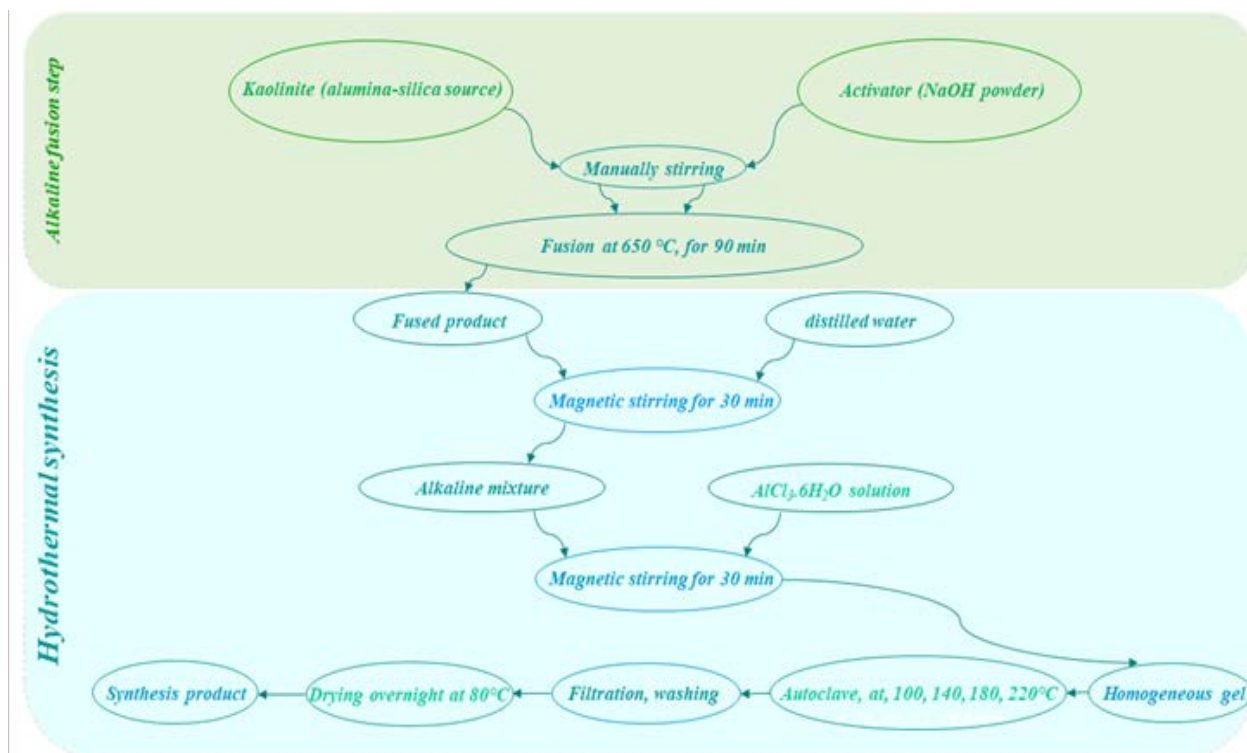 Alkaline fusion step
Kaolinite (alumina-silica source)
Activator (NaOH powder)
Manually stirring
Fusion at 650 °C, for 90 min
Hydrothermal synthesis
Fused product
distilled water
Magnetic stirring for 30 min
Alkaline mixture
AlCl₃.6H₂O solution
Magnetic stirring for 30 min
Synthesis product
Drying overnight at 80°C
Filtration, washing
Autoclave, at, 100, 140, 180, 220°C
Homogeneous gel